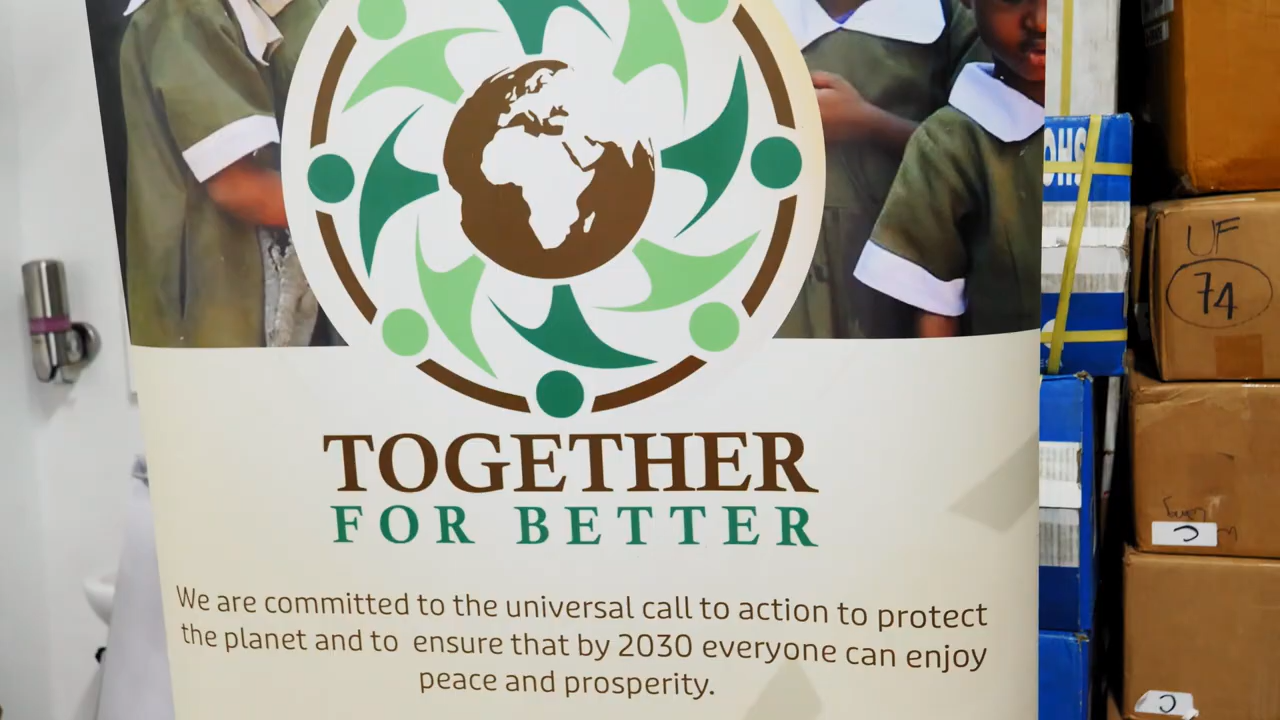 TOGETHER
FOR BETTER
We are committed to the universal call to action to protect
the planet and to ensure that by 2030 everyone can enjoy
peace and prosperity.
OHS
UF
74